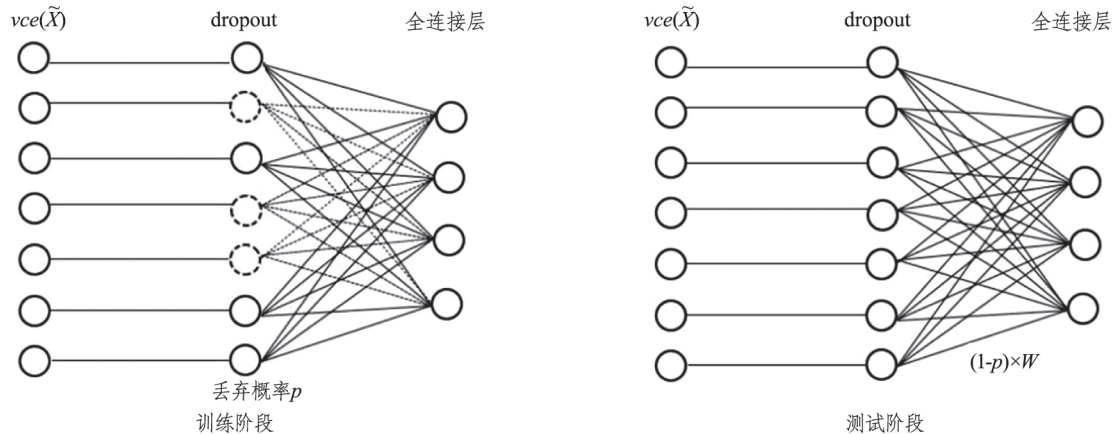 vce(X̃) dropout 全连接层
丢弃概率p
训练阶段
vce(X̃) dropout 全连接层
(1-p)×W
测试阶段